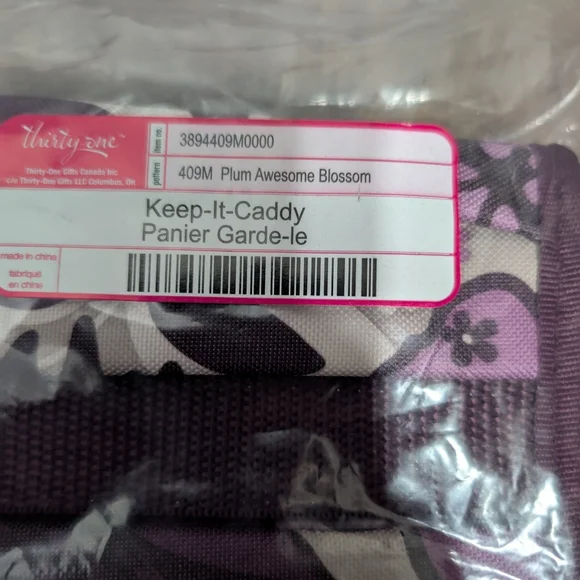 thirty-one™
item no.
3894409M0000
pattern
409M Plum Awesome Blossom
Thirty-One Gifts Canada Inc.
c/o Thirty-One Gifts LLC Columbus, OH
Keep-It-Caddy
Panier Garde-le
made in china
fabriqué
en chine